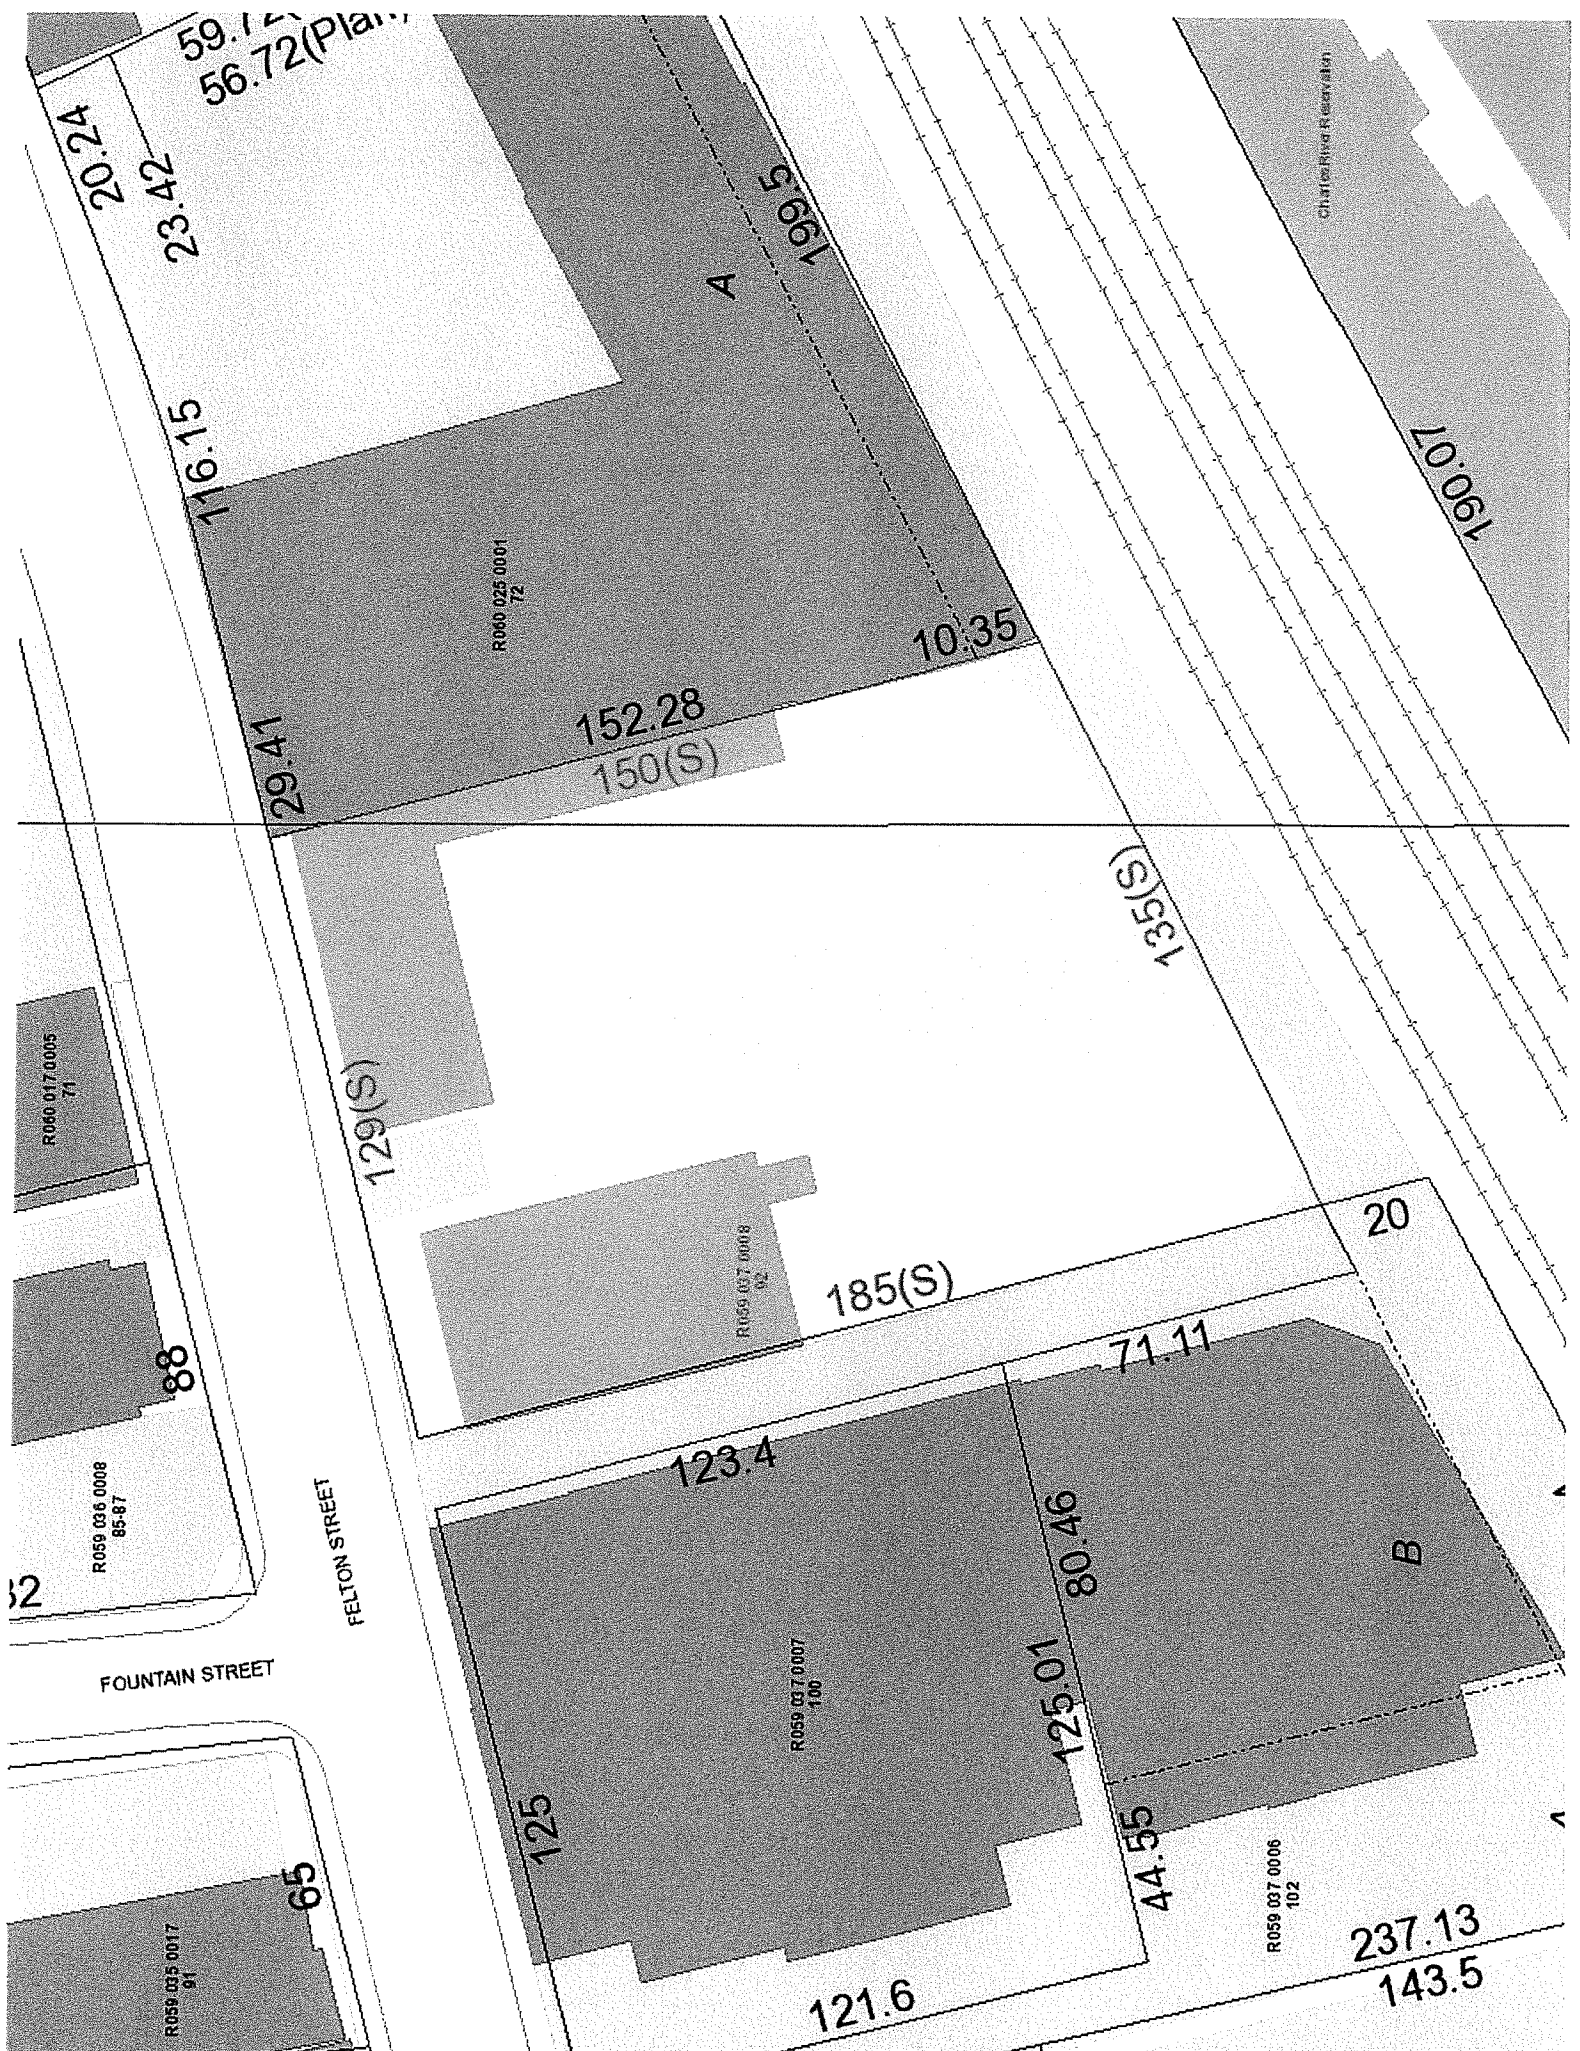 56.72(Plan)
20.24
23.42
Charles River Reservation
199.5
A
116.15
190.07
R060 025 0001
72
10.35
152.28
29.41
150(S)
135(S)
R060 017 0005
71
129(S)
20
R059 037 0008
92
185(S)
71.11
88
123.4
R059 036 0008
85-87
FELTON STREET
80.46
B
FOUNTAIN STREET
R059 037 0007
100
125.01
125
44.55
65
R059 037 0006
102
R059 035 0017
91
237.13
143.5
121.6